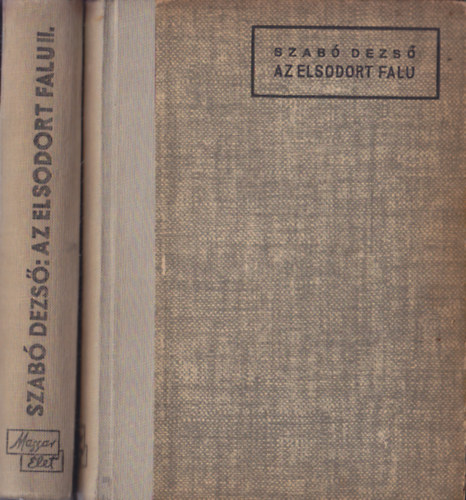 SZABÓ DEZSŐ: AZ ELSODORT FALU II.
Magyar
Élet
SZABÓ DEZSŐ
AZ ELSODORT FALU